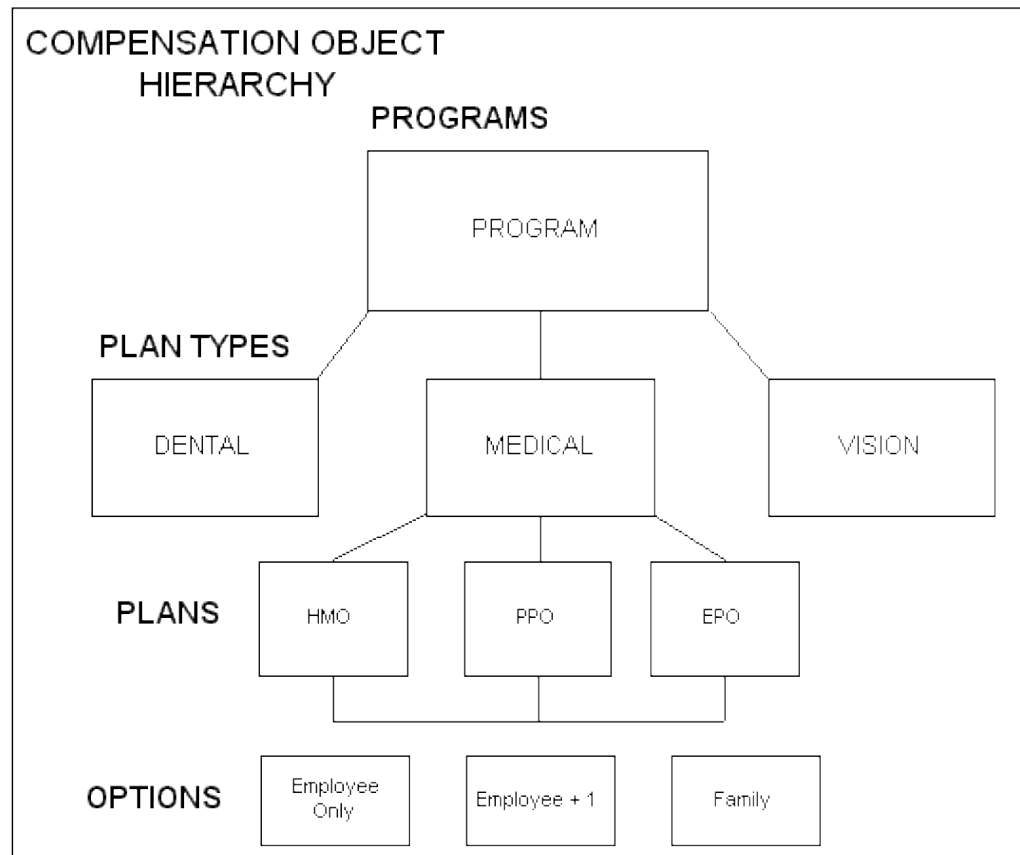 COMPENSATION OBJECT
HIERARCHY
PROGRAMS
PROGRAM
PLAN TYPES
DENTAL
MEDICAL
VISION
PLANS
HMO
PPO
EPO
OPTIONS
Employee
Only
Employee + 1
Family